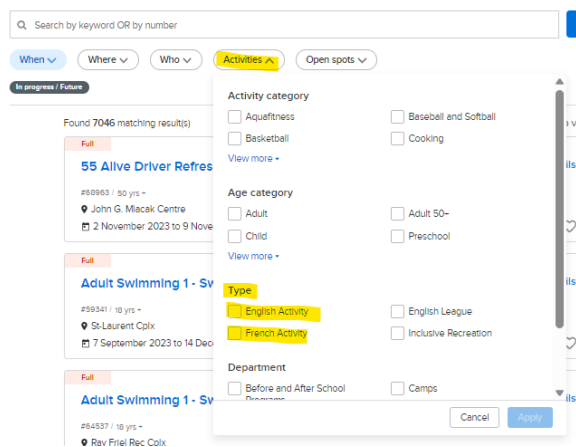 Search by keyword OR by number
When Where Who Activities Open spots
In progress / Future
Found 7046 matching result(s)
Full
55 Alive Driver Refres
#68963 / 50 yrs +
John G. Mlacak Centre
2 November 2023 to 9 Nove
Full
Adult Swimming 1 - Sw
#59341 / 18 yrs +
St-Laurent Cplx
7 September 2023 to 14 Dec
Full
Adult Swimming 1 - Sw
#64537 / 18 yrs +
Ray Friel Rec Cplx
Activity category
Aquafitness Baseball and Softball
Basketball Cooking
View more
Age category
Adult Adult 50+
Child Preschool
View more
Type
English Activity English League
French Activity Inclusive Recreation
Department
Before and After School Camps
Programs
Cancel Apply
ils
ils
ils